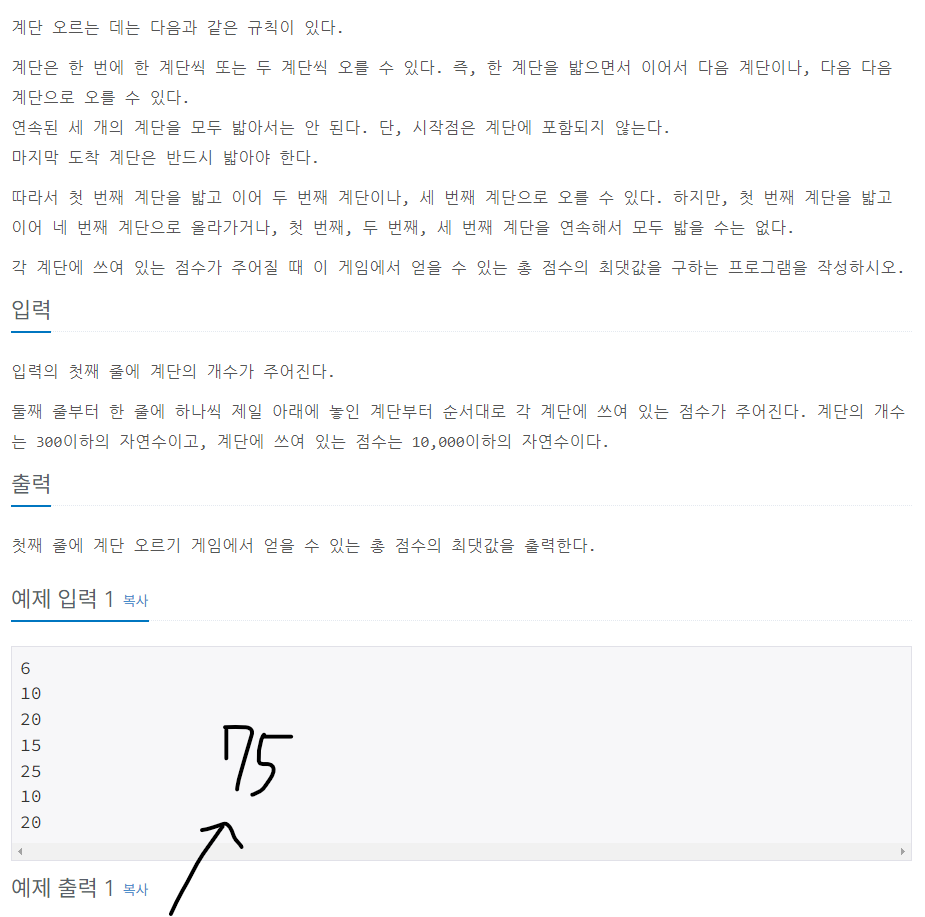 계단 오르는 데는 다음과 같은 규칙이 있다.
계단은 한 번에 한 계단씩 또는 두 계단씩 오를 수 있다. 즉, 한 계단을 밟으면서 이어서 다음 계단이나, 다음 다음
계단으로 오를 수 있다.
연속된 세 개의 계단을 모두 밟아서는 안 된다. 단, 시작점은 계단에 포함되지 않는다.
마지막 도착 계단은 반드시 밟아야 한다.
따라서 첫 번째 계단을 밟고 이어 두 번째 계단이나, 세 번째 계단으로 오를 수 있다. 하지만, 첫 번째 계단을 밟고
이어 네 번째 계단으로 올라가거나, 첫 번째, 두 번째, 세 번째 계단을 연속해서 모두 밟을 수는 없다.
각 계단에 쓰여 있는 점수가 주어질 때 이 게임에서 얻을 수 있는 총 점수의 최댓값을 구하는 프로그램을 작성하시오.
입력
입력의 첫째 줄에 계단의 개수가 주어진다.
둘째 줄부터 한 줄에 하나씩 제일 아래에 놓인 계단부터 순서대로 각 계단에 쓰여 있는 점수가 주어진다. 계단의 개수
는 300이하의 자연수이고, 계단에 쓰여 있는 점수는 10,000이하의 자연수이다.
출력
첫째 줄에 계단 오르기 게임에서 얻을 수 있는 총 점수의 최댓값을 출력한다.
예제 입력 1 복사
6
10
20
15
25
10
20
75
예제 출력 1 복사